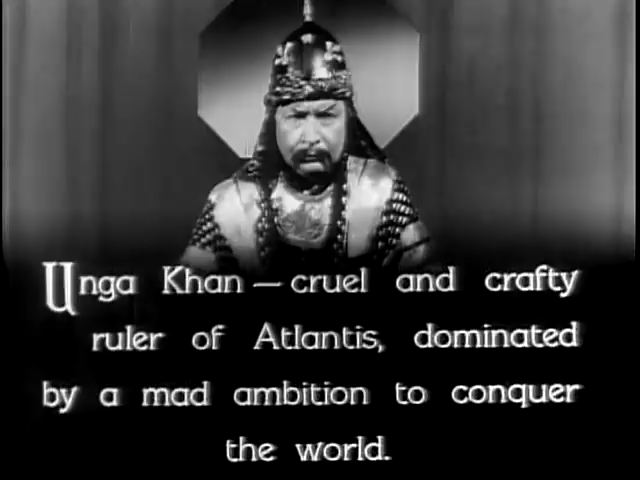 Unga Khan — cruel and crafty
ruler of Atlantis, dominated
by a mad ambition to conquer
the world.